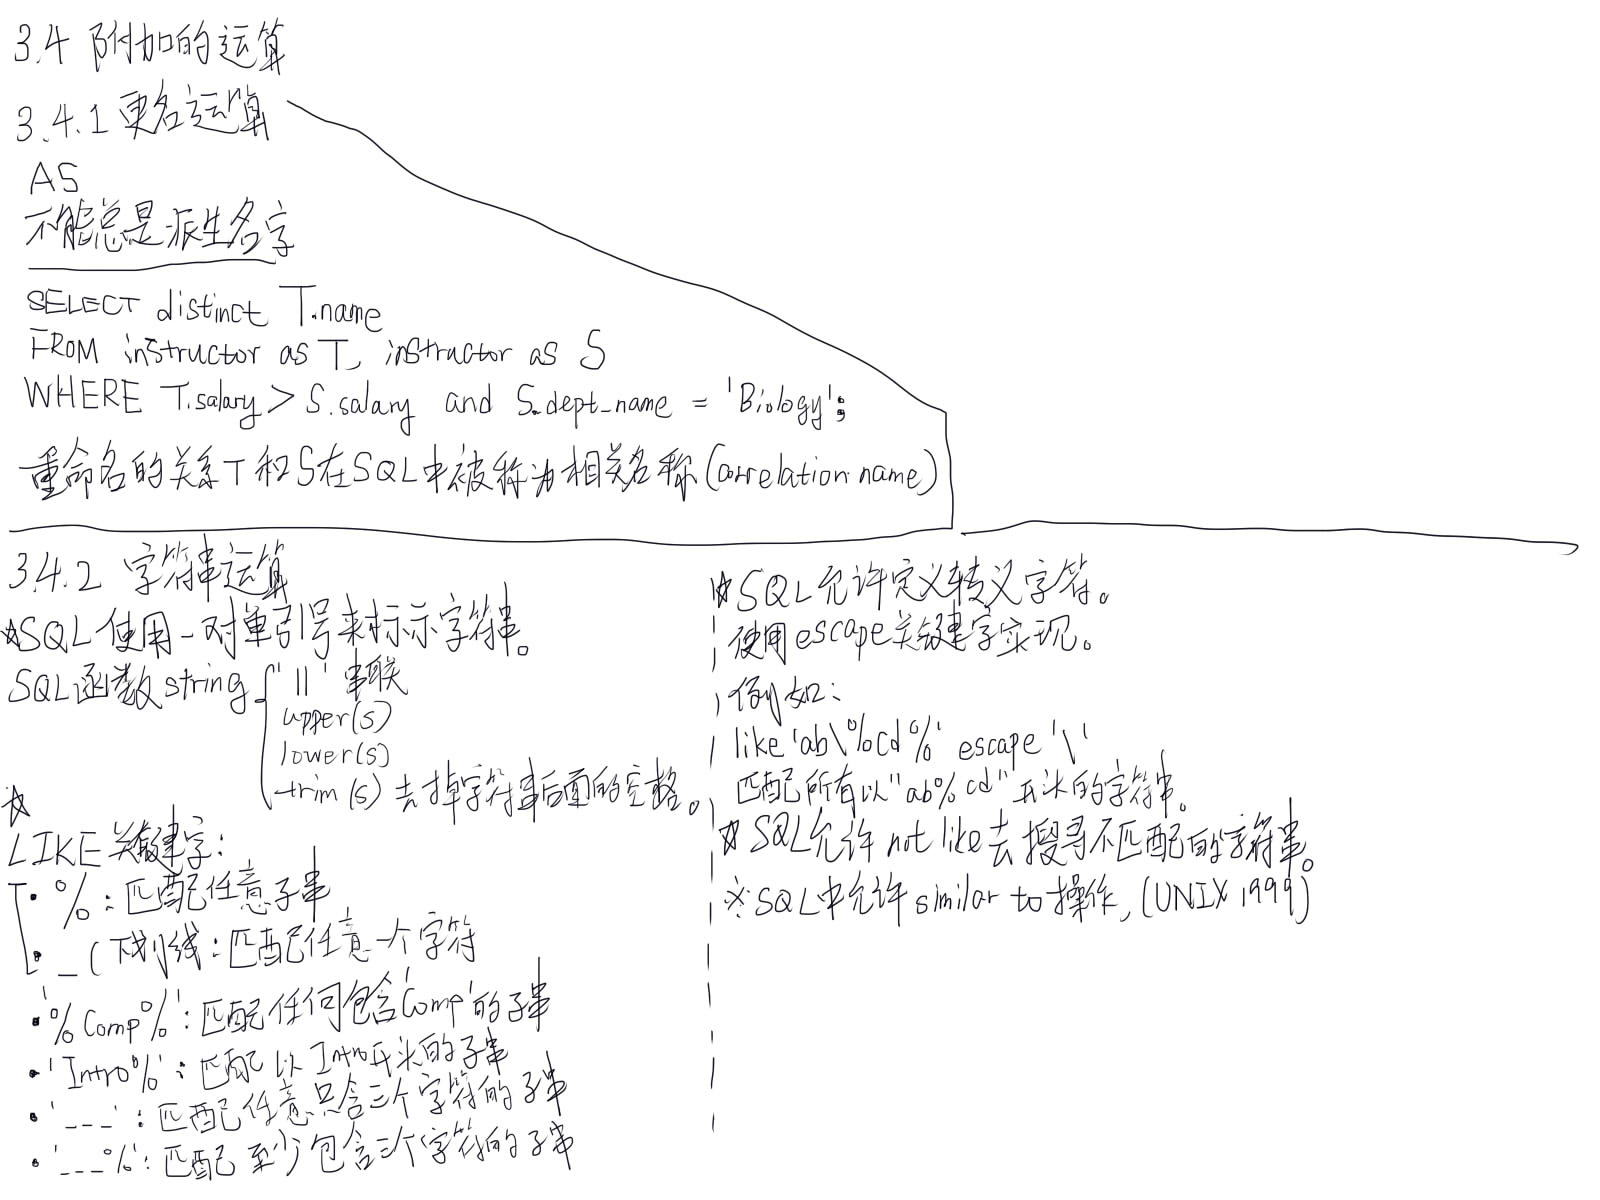 3.4 附加的运算
3.4.1 更名运算
AS
不能总是派生名字
SELECT distinct T.name
FROM instructor as T, instructor as S
WHERE T.salary > S.salary and S.dept_name = 'Biology';
重命名的关系T和S在SQL中被称为相关名称(correlation name)
3.4.2 字符串运算
☆SQL使用一对单引号来标示字符串。
SQL函数string{ '||' 串联
upper(s)
lower(s)
trim(s) 去掉字符串后面的空格。
☆
LIKE关键字:
· %: 匹配任意子串
· _ (下划线: 匹配任意一个字符
· '%Comp%': 匹配任何包含'Comp'的子串
· 'Intro%': 匹配以Intro开头的子串
· '___': 匹配任意只含三个字符的子串
· '___%': 匹配至少包含三个字符的子串
☆SQL允许定义转义字符。
使用escape关键字实现。
例如:
like 'ab\%cd%' escape '\'
匹配所有以"ab%cd"开头的字符串。
☆SQL允许 not like 去搜寻不匹配的字符串。
※SQL中允许 similar to 操作, (UNIX 1999)